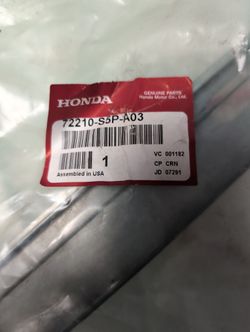 HONDA
GENUINE PARTS
Honda Motor Co., Ltd.
72210-S5P-A03
1
Assembled in USA
VC 001182
CP CRN
JD 07291